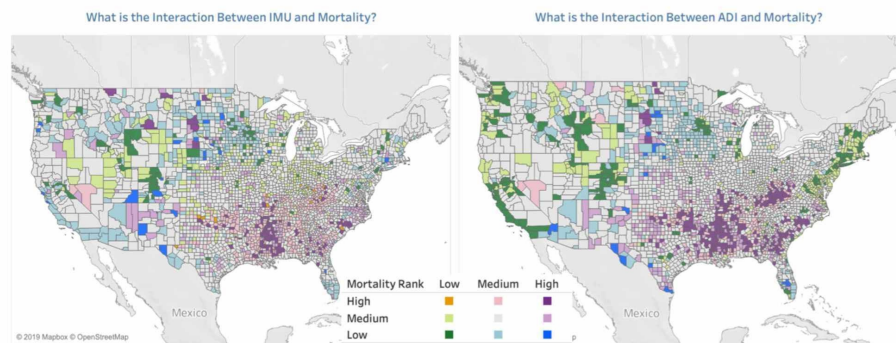 What is the Interaction Between IMU and Mortality?
What is the Interaction Between ADI and Mortality?
Mexico
Mexico
Mortality Rank Low Medium High
High
Medium
Low
© 2019 Mapbox © OpenStreetMap
p